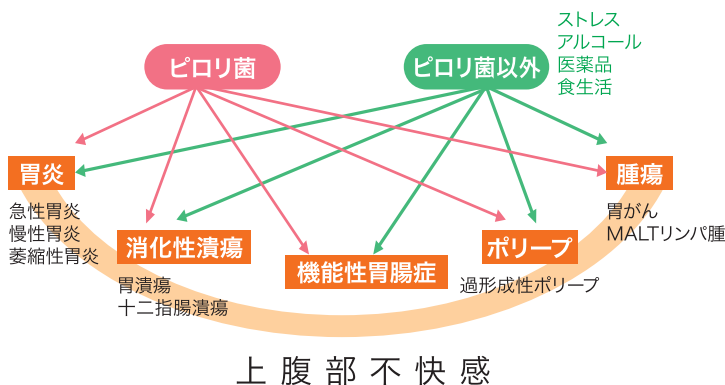 ピロリ菌
ピロリ菌以外
ストレス
アルコール
医薬品
食生活
胃炎
急性胃炎
慢性胃炎
萎縮性胃炎
消化性潰瘍
胃潰瘍
十二指腸潰瘍
機能性胃腸症
ポリープ
過形成性ポリープ
腫瘍
胃がん
MALTリンパ腫
上腹部不快感